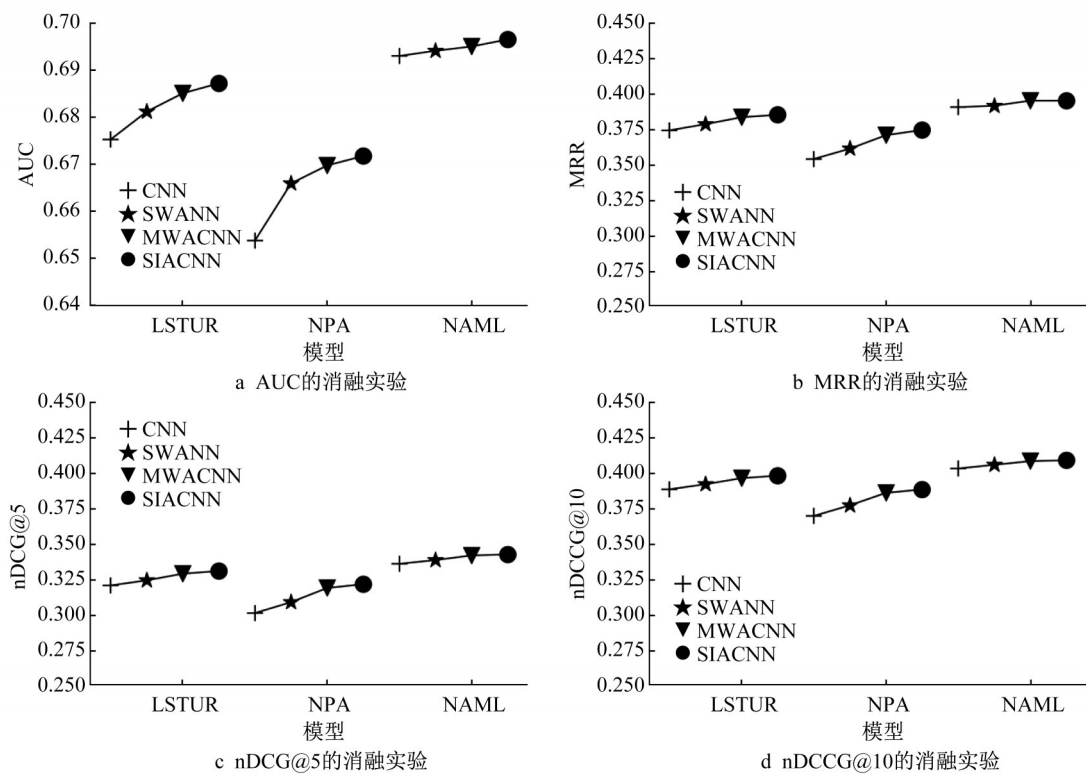 0.70
0.69
0.68
0.67
0.66
0.65
0.64
AUC
CNN
SWANN
MWACNN
SIACNN
LSTUR NPA NAML
模型
a AUC的消融实验
0.450
0.425
0.400
0.375
0.350
0.325
0.300
0.275
0.250
MRR
CNN
SWANN
MWACNN
SIACNN
LSTUR NPA NAML
模型
b MRR的消融实验
0.450
0.425
0.400
0.375
0.350
0.325
0.300
0.275
0.250
nDCG@5
CNN
SWANN
MWACNN
SIACNN
LSTUR NPA NAML
模型
c nDCG@5的消融实验
0.450
0.425
0.400
0.375
0.350
0.325
0.300
0.275
0.250
nDCCG@10
CNN
SWANN
MWACNN
SIACNN
LSTUR NPA NAML
模型
d nDCCG@10的消融实验